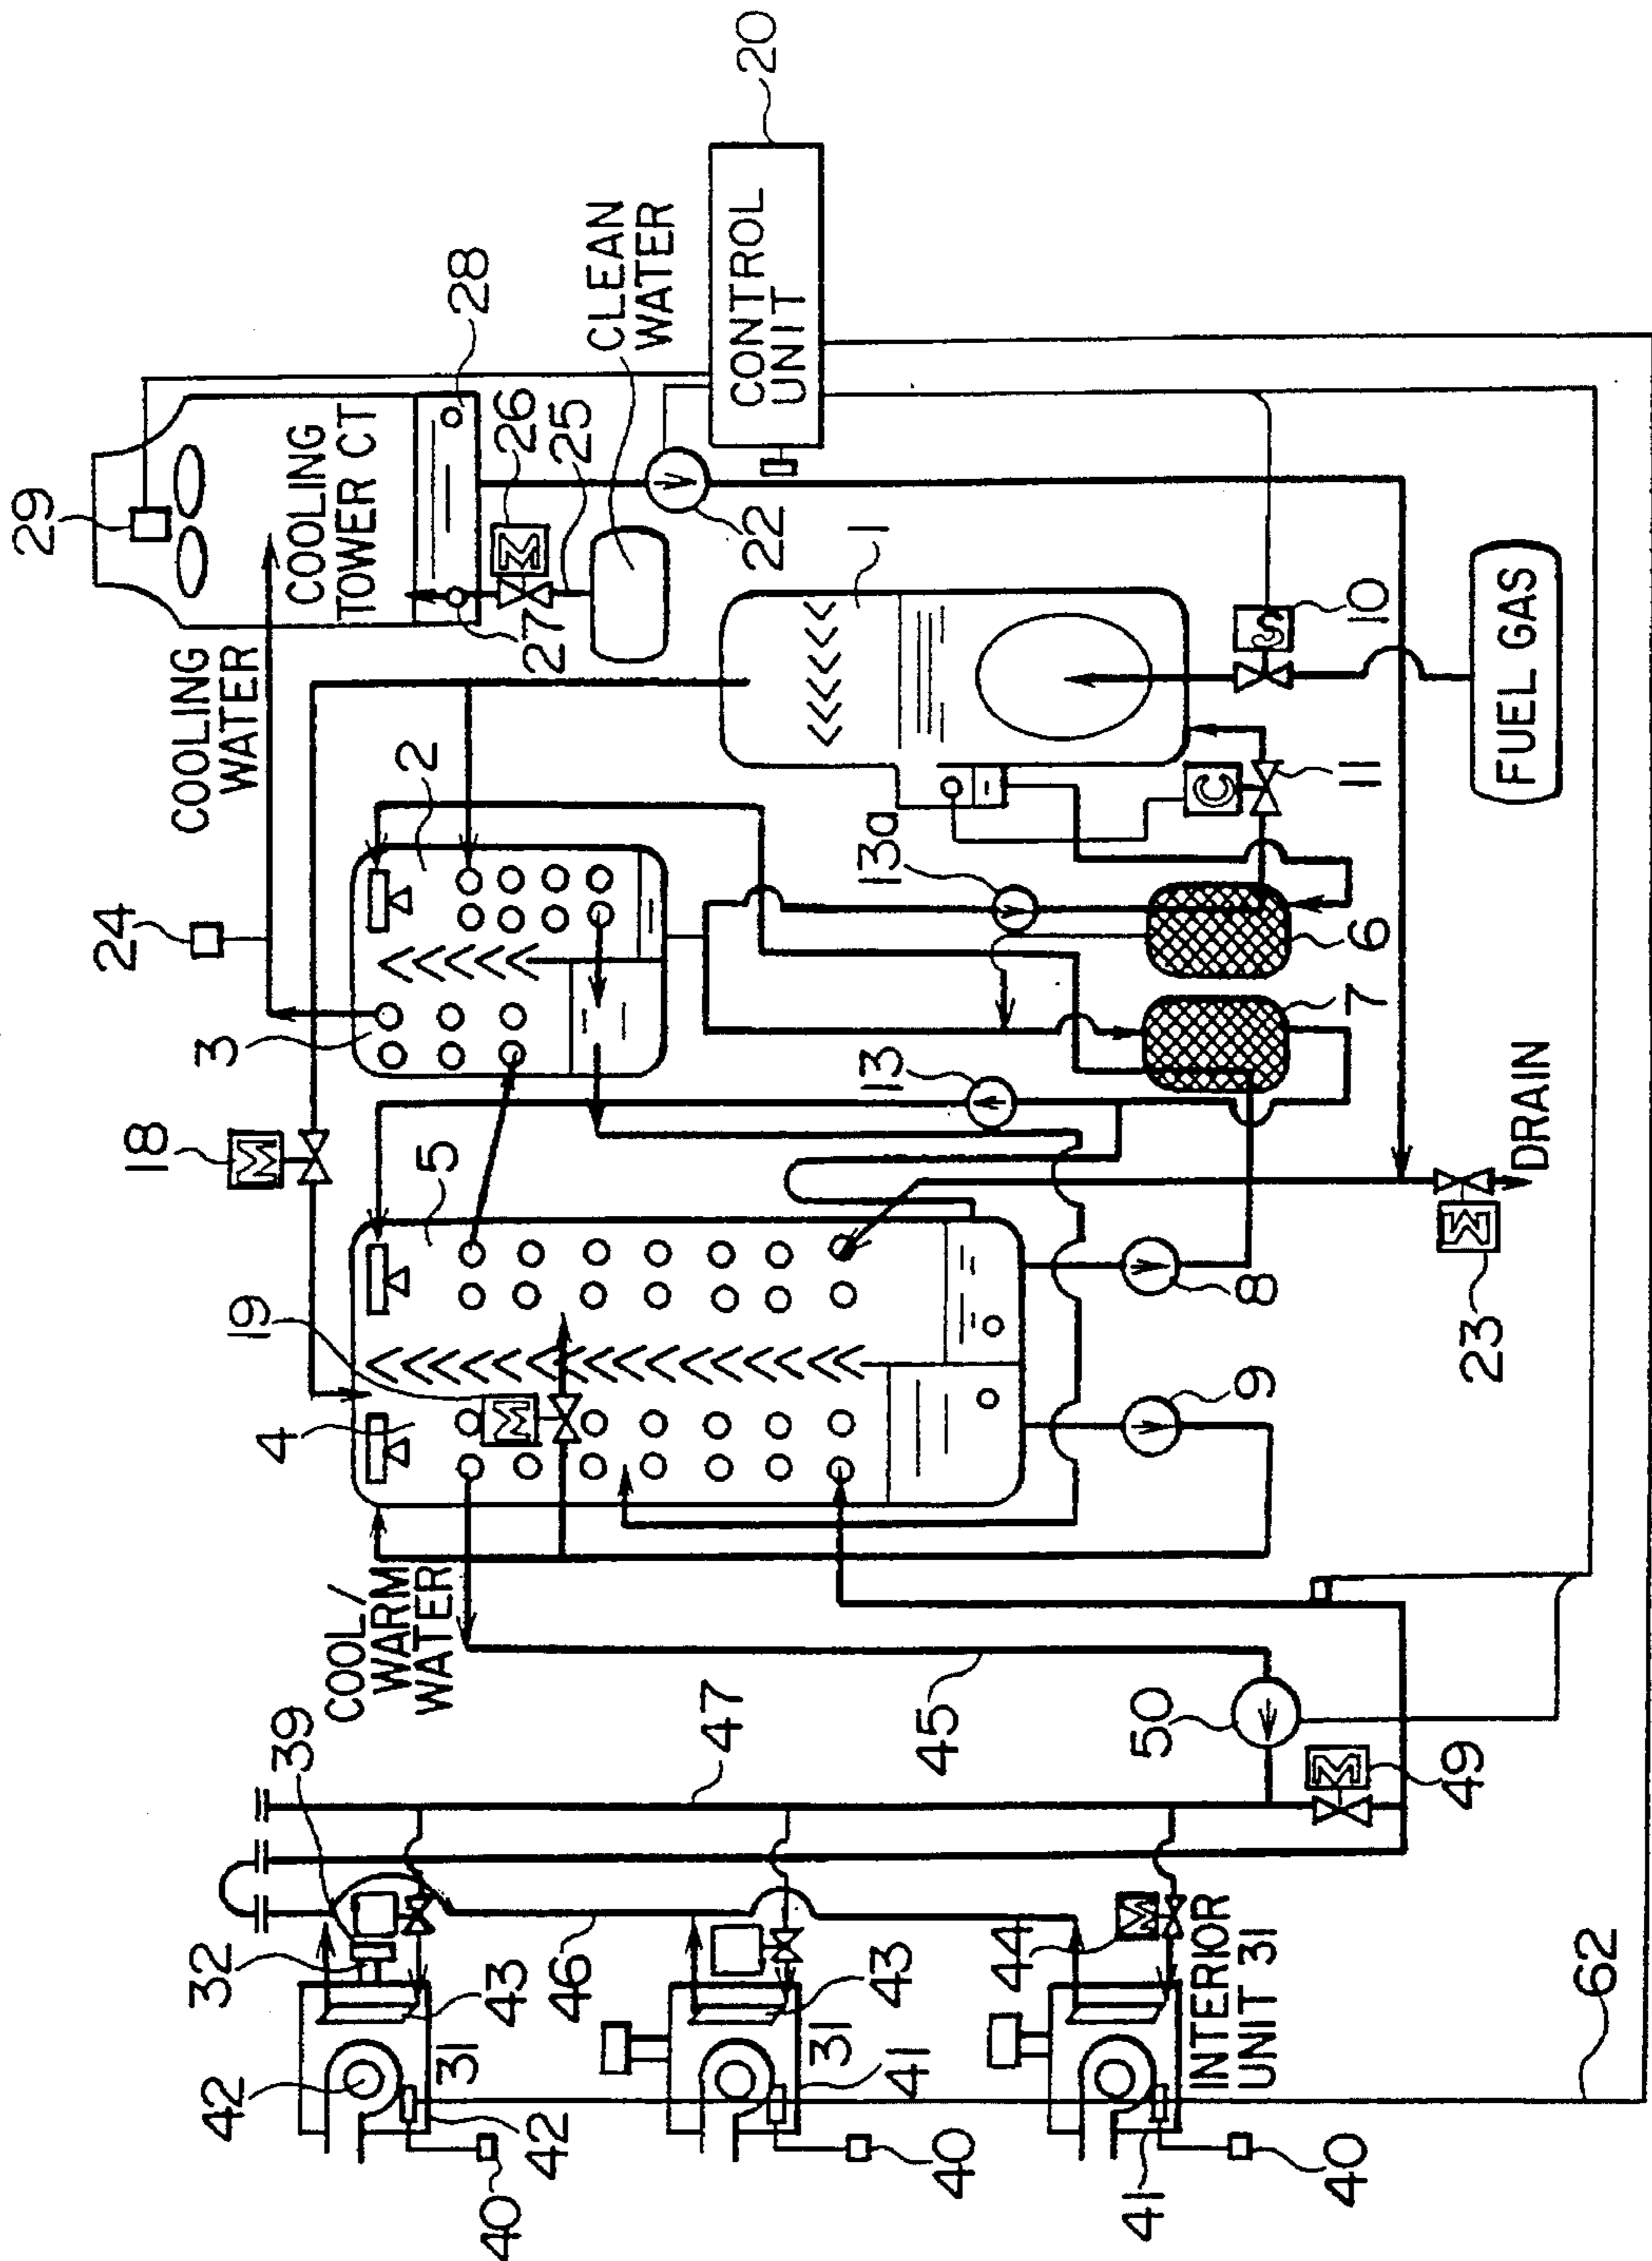 29
COOLING
TOWER CT
28
20
CONTROL
UNIT
CLEAN
WATER
26
M
25
27
22
COOLING
WATER
24
2
3
1
13a
C
11
S
10
FUEL GAS
6
7
18
M
5
13
19
M
4
8
9
DRAIN
M
23
COOL/
WARM
WATER
39
47
45
50
M
49
32
43
46
42
31
42
40
43
31
41
40
44
M
INTERIOR
UNIT 31
41
40
62